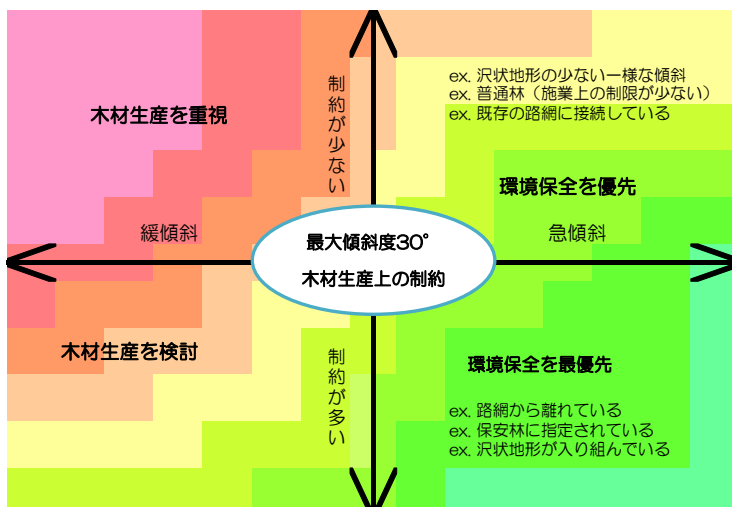 ex. 沢状地形の少ない一様な傾斜
ex. 普通林（施業上の制限が少ない）
ex. 既存の路網に接続している
制約が少ない
木材生産を重視
環境保全を優先
緩傾斜
急傾斜
最大傾斜度30°
木材生産上の制約
木材生産を検討
制約が多い
環境保全を最優先
ex. 路網から離れている
ex. 保安林に指定されている
ex. 沢状地形が入り組んでいる